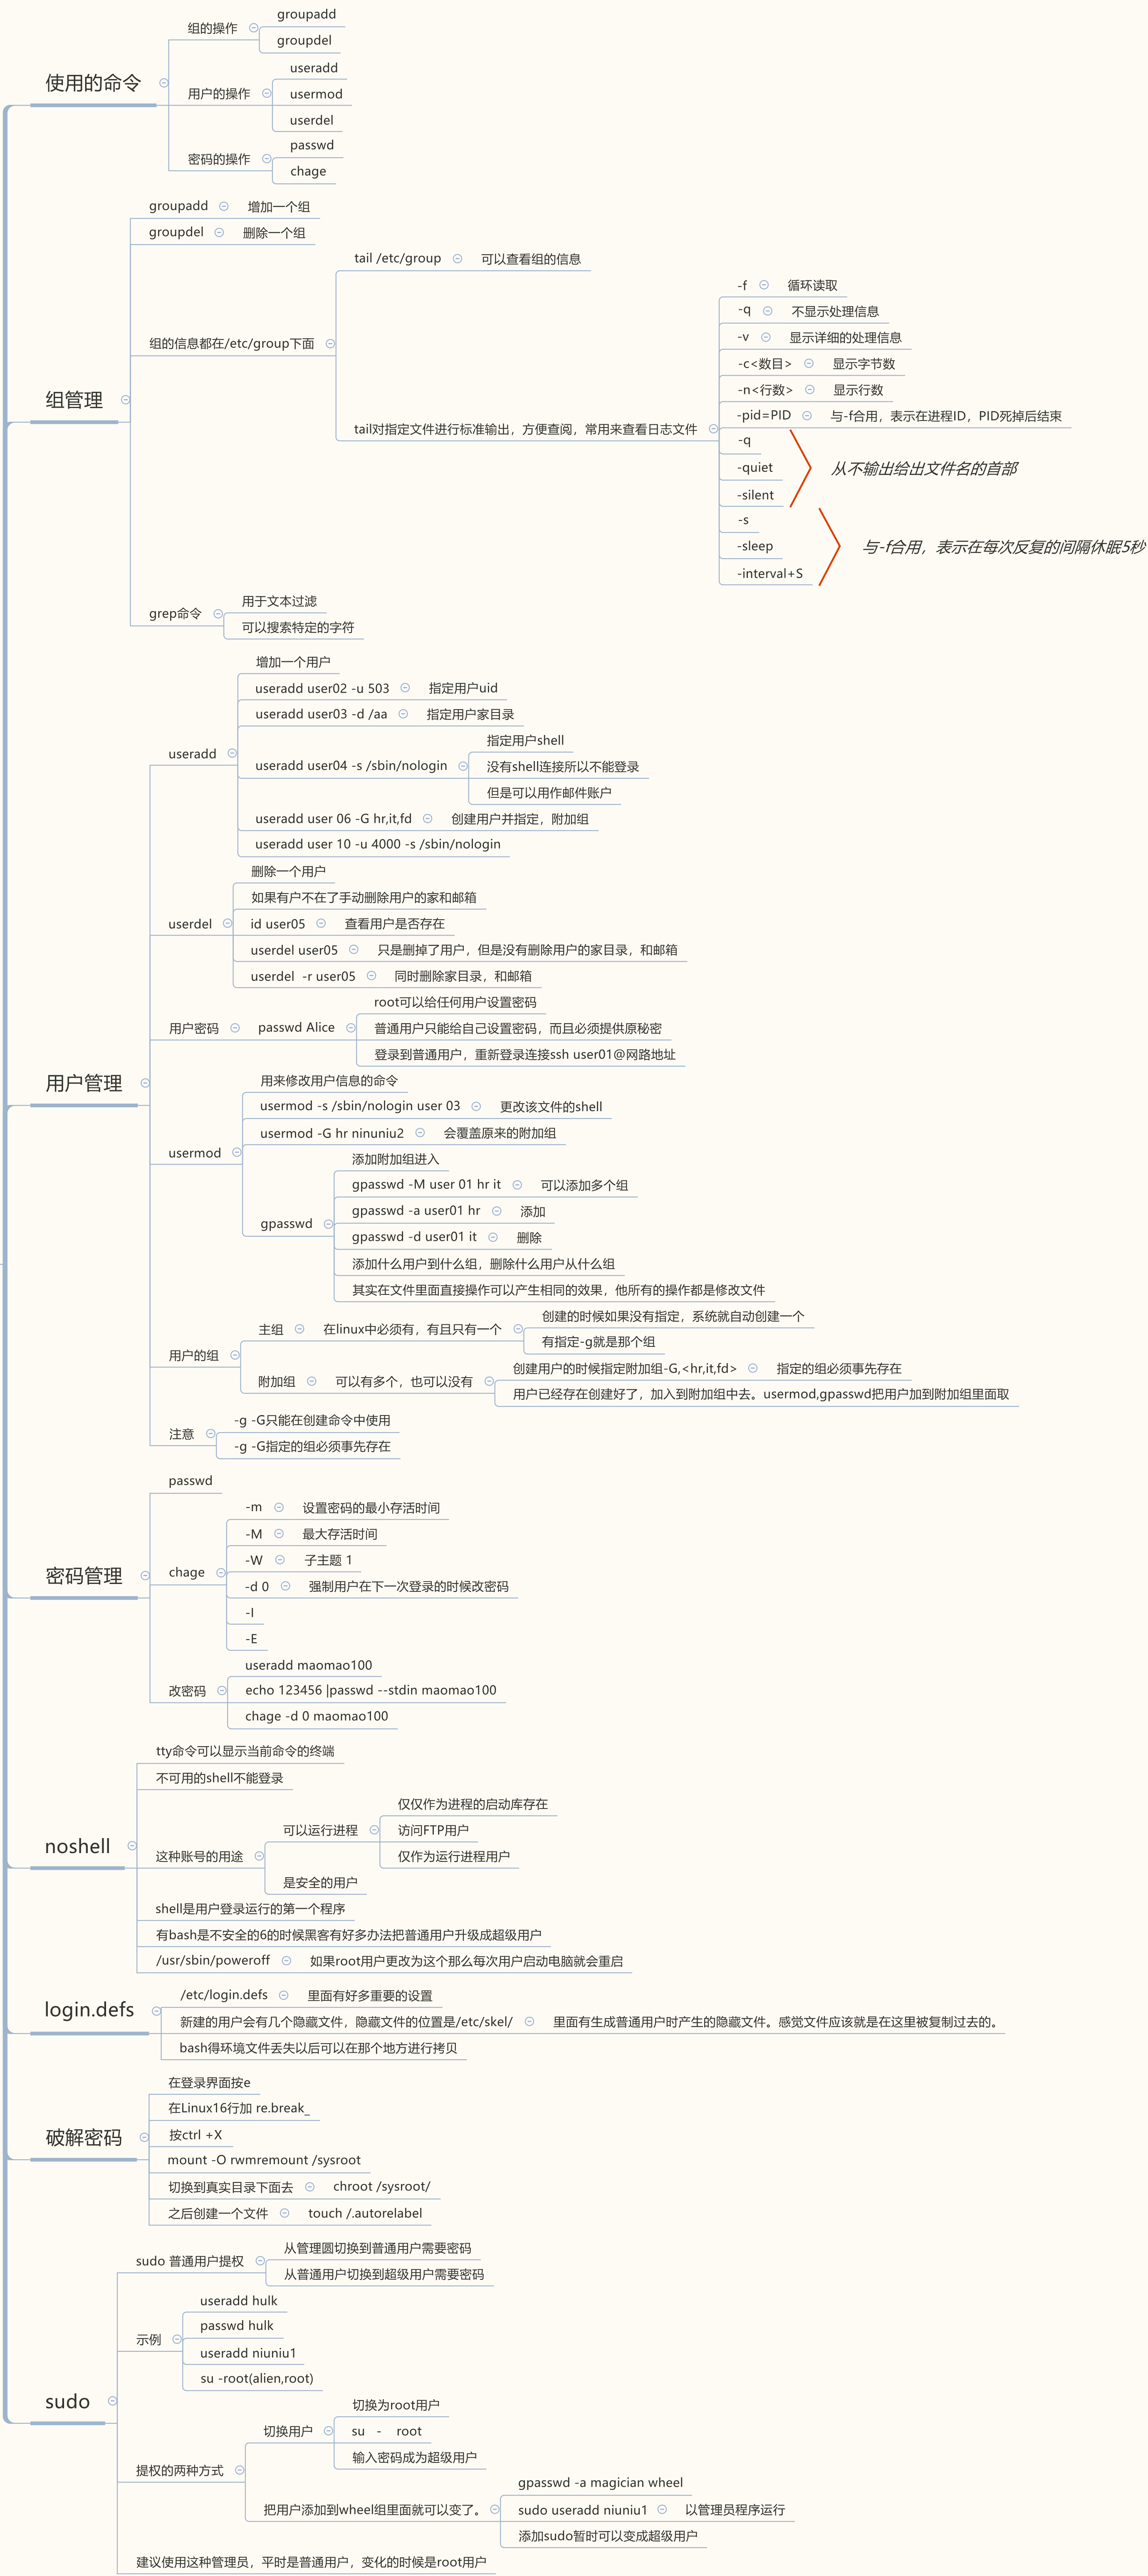 使用的命令
组的操作
groupadd
groupdel
用户的操作
useradd
usermod
userdel
密码的操作
passwd
chage
组管理
groupadd
增加一个组
groupdel
删除一个组
组的信息都在/etc/group下面
tail /etc/group
可以查看组的信息
tail对指定文件进行标准输出，方便查阅，常用来查看日志文件
-f
循环读取
-q
不显示处理信息
-v
显示详细的处理信息
-c<数目>
显示字节数
-n<行数>
显示行数
-pid=PID
与-f合用，表示在进程ID，PID死掉后结束
-q
-quiet
-silent
从不输出给出文件名的首部
-s
-sleep
-interval+S
与-f合用，表示在每次反复的间隔休眠5秒
grep命令
用于文本过滤
可以搜索特定的字符
用户管理
useradd
增加一个用户
useradd user02 -u 503
指定用户uid
useradd user03 -d /aa
指定用户家目录
useradd user04 -s /sbin/nologin
指定用户shell
没有shell连接所以不能登录
但是可以用作邮件账户
useradd user 06 -G hr,it,fd
创建用户并指定，附加组
useradd user 10 -u 4000 -s /sbin/nologin
userdel
删除一个用户
如果有户不在了手动删除用户的家和邮箱
id user05
查看用户是否存在
userdel user05
只是删掉了用户，但是没有删除用户的家目录，和邮箱
userdel -r user05
同时删除家目录，和邮箱
用户密码
passwd Alice
root可以给任何用户设置密码
普通用户只能给自己设置密码，而且必须提供原秘密
登录到普通用户，重新登录连接ssh user01@网路地址
usermod
用来修改用户信息的命令
usermod -s /sbin/nologin user 03
更改该文件的shell
usermod -G hr ninuniu2
会覆盖原来的附加组
gpasswd
添加附加组进入
gpasswd -M user 01 hr it
可以添加多个组
gpasswd -a user01 hr
添加
gpasswd -d user01 it
删除
添加什么用户到什么组，删除什么用户从什么组
其实在文件里面直接操作可以产生相同的效果，他所有的操作都是修改文件
用户的组
主组
在linux中必须有，有且只有一个
创建的时候如果没有指定，系统就自动创建一个
有指定-g就是那个组
附加组
可以有多个，也可以没有
创建用户的时候指定附加组-G,<hr,it,fd>
指定的组必须事先存在
用户已经存在创建好了，加入到附加组中去。usermod,gpasswd把用户加到附加组里面取
注意
-g -G只能在创建命令中使用
-g -G指定的组必须事先存在
密码管理
passwd
chage
-m
设置密码的最小存活时间
-M
最大存活时间
-W
子主题 1
-d 0
强制用户在下一次登录的时候改密码
-I
-E
改密码
useradd maomao100
echo 123456 |passwd --stdin maomao100
chage -d 0 maomao100
noshell
tty命令可以显示当前命令的终端
不可用的shell不能登录
这种账号的用途
可以运行进程
仅仅作为进程的启动库存在
访问FTP用户
仅作为运行进程用户
是安全的用户
shell是用户登录运行的第一个程序
有bash是不安全的6的时候黑客有好多办法把普通用户升级成超级用户
/usr/sbin/poweroff
如果root用户更改为这个那么每次用户启动电脑就会重启
login.defs
/etc/login.defs
里面有好多重要的设置
新建的用户会有几个隐藏文件，隐藏文件的位置是/etc/skel/
里面有生成普通用户时产生的隐藏文件。感觉文件应该就是在这里被复制过去的。
bash得环境文件丢失以后可以在那个地方进行拷贝
破解密码
在登录界面按e
在Linux16行加 re.break_
按ctrl +X
mount -O rwmremount /sysroot
切换到真实目录下面去
chroot /sysroot/
之后创建一个文件
touch /.autorelabel
sudo
sudo 普通用户提权
从管理圆切换到普通用户需要密码
从普通用户切换到超级用户需要密码
示例
useradd hulk
passwd hulk
useradd niuniu1
su -root(alien,root)
提权的两种方式
切换用户
切换为root用户
su - root
输入密码成为超级用户
把用户添加到wheel组里面就可以变了。
gpasswd -a magician wheel
sudo useradd niuniu1
以管理员程序运行
添加sudo暂时可以变成超级用户
建议使用这种管理员，平时是普通用户，变化的时候是root用户